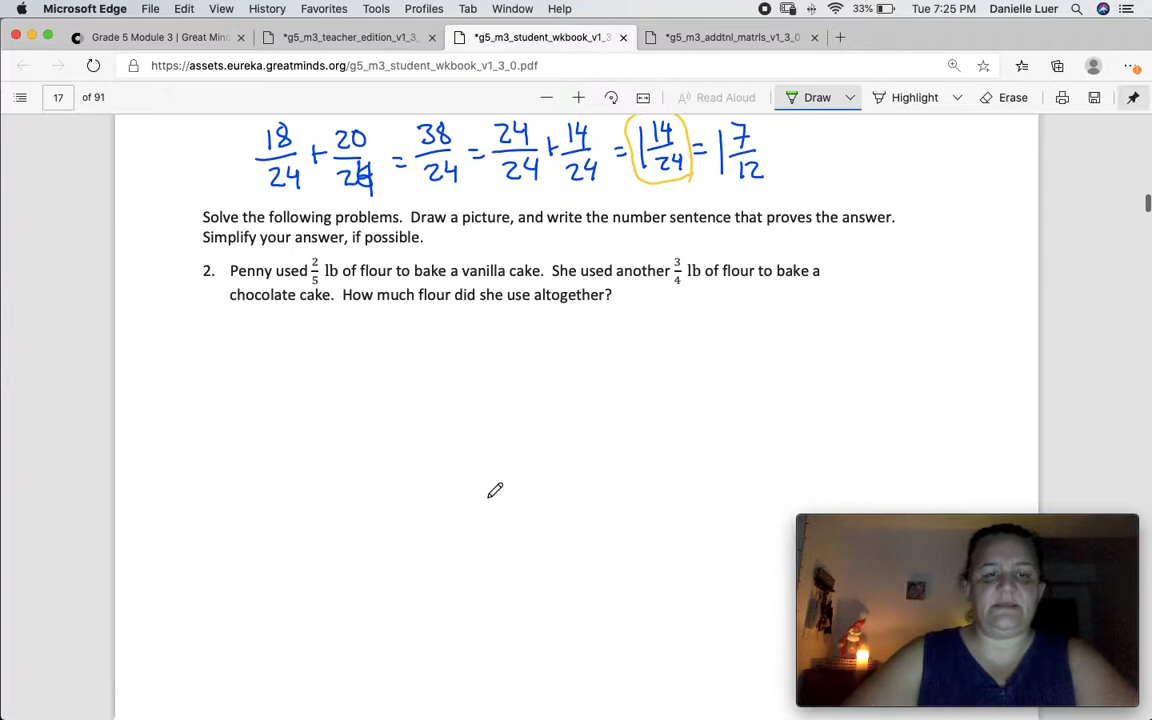 Microsoft Edge File Edit View History Favorites Tools Profiles Tab Window Help 33% Tue 7:25 PM Danielle Luer
Grade 5 Module 3 | Great Min *g5_m3_teacher_edition_v1_3_ *g5_m3_student_wkbook_v1_3 *g5_m3_addtnl_matrls_v1_3_0
https://assets.eureka.greatminds.org/g5_m3_student_wkbook_v1_3_0.pdf
17 of 91 Read Aloud Draw Highlight Erase
18/24 + 20/24 = 38/24 = 24/24 + 14/24 = 1 14/24 = 1 7/12
Solve the following problems. Draw a picture, and write the number sentence that proves the answer.
Simplify your answer, if possible.
2. Penny used 2/5 lb of flour to bake a vanilla cake. She used another 3/4 lb of flour to bake a
chocolate cake. How much flour did she use altogether?